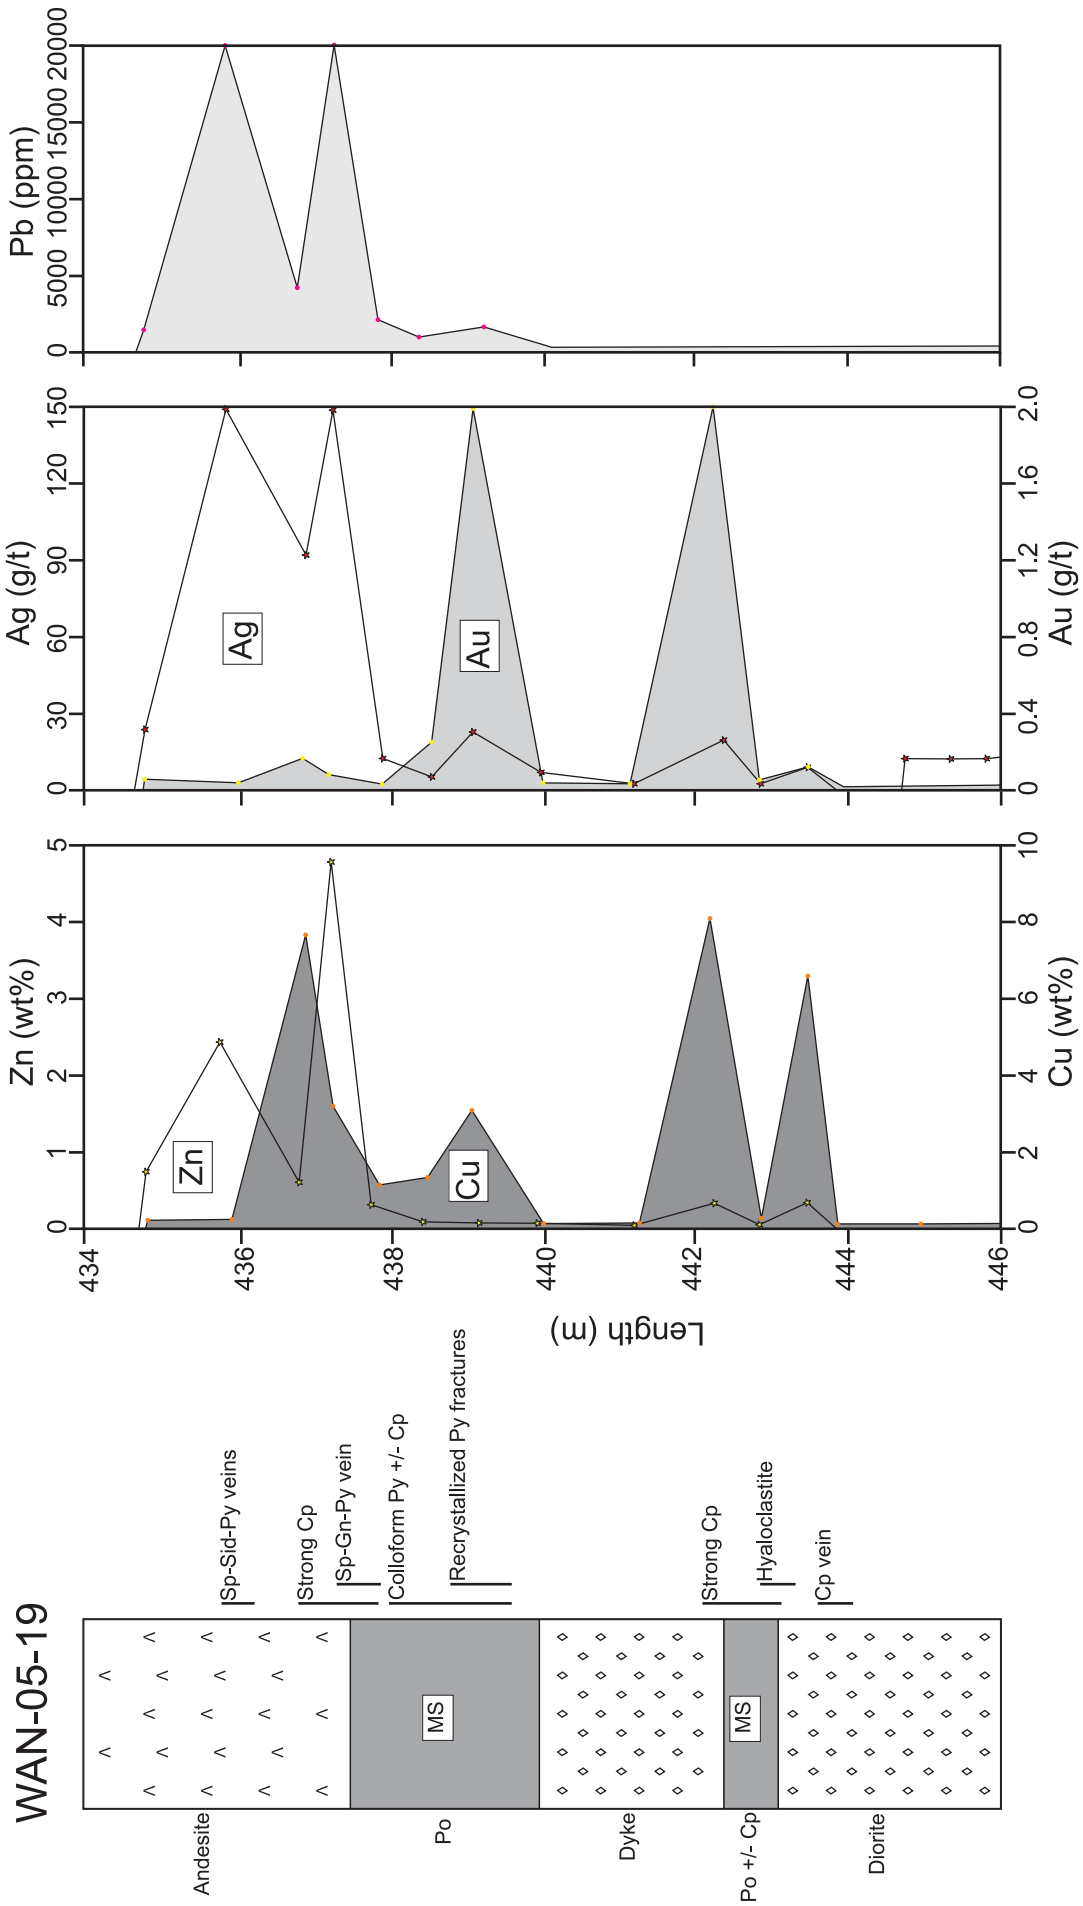 WAN-05-19
Andesite
Po
Dyke
Po +/- Cp
Diorite
MS
MS
Sp-Sid-Py veins
Strong Cp
Sp-Gn-Py vein
Colloform Py +/- Cp
Recrystallized Py fractures
Strong Cp
Hyaloclastite
Cp vein
Length (m)
434
436
438
440
442
444
446
Zn (wt%)
0
1
2
3
4
5
Zn
Cu
Cu (wt%)
0
2
4
6
8
10
Ag (g/t)
0
30
60
90
120
150
Ag
Au
Au (g/t)
0
0.4
0.8
1.2
1.6
2.0
Pb (ppm)
0
5000
10000
15000
20000